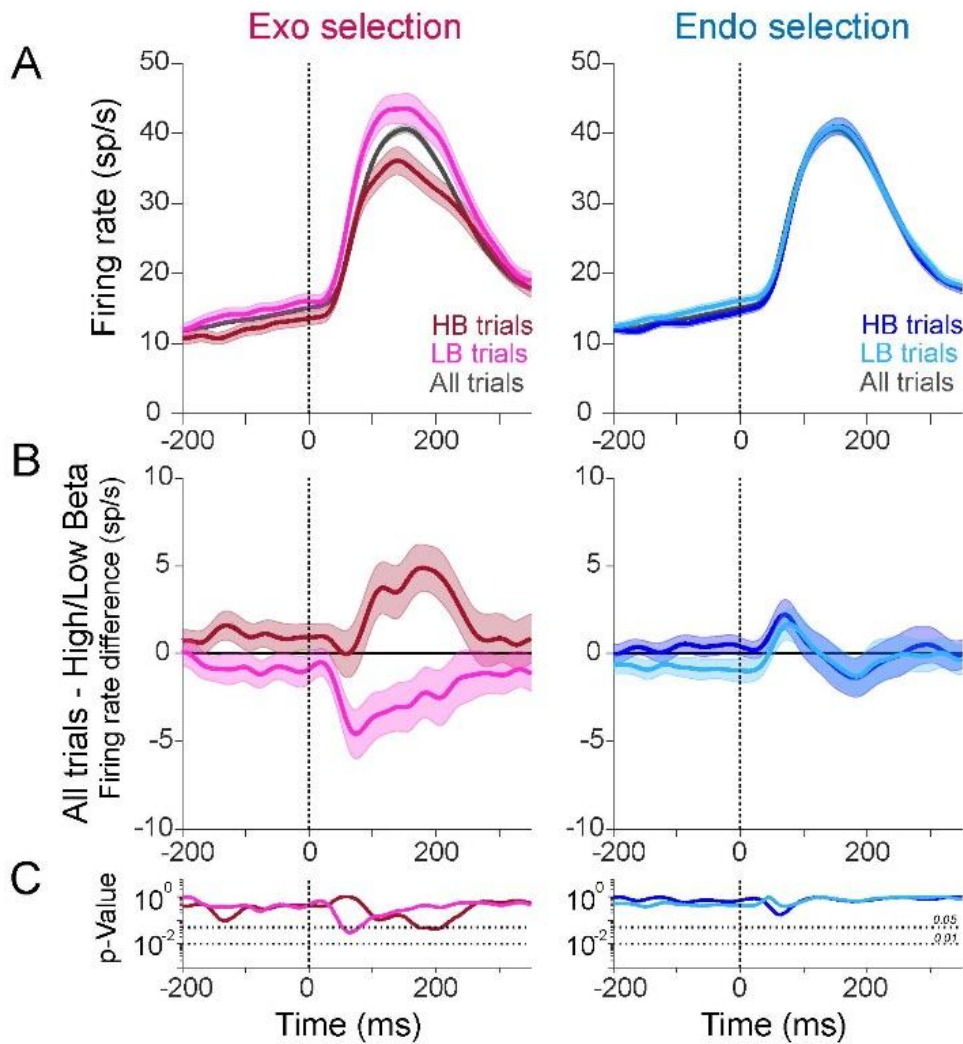 Exo selection
Endo selection
A
50
40
30
20
10
0
Firing rate (sp/s)
HB trials
LB trials
All trials
-200
0
200
HB trials
LB trials
All trials
-200
0
200
B
All trials - High/Low Beta
Firing rate difference (sp/s)
10
5
0
-5
-10
-200
0
200
10
5
0
-5
-10
-200
0
200
C
p-Value
10⁰
10⁻²
-200
0
200
Time (ms)
10⁰
10⁻²
0.05
0.01
-200
0
200
Time (ms)
50
40
30
20
10
0